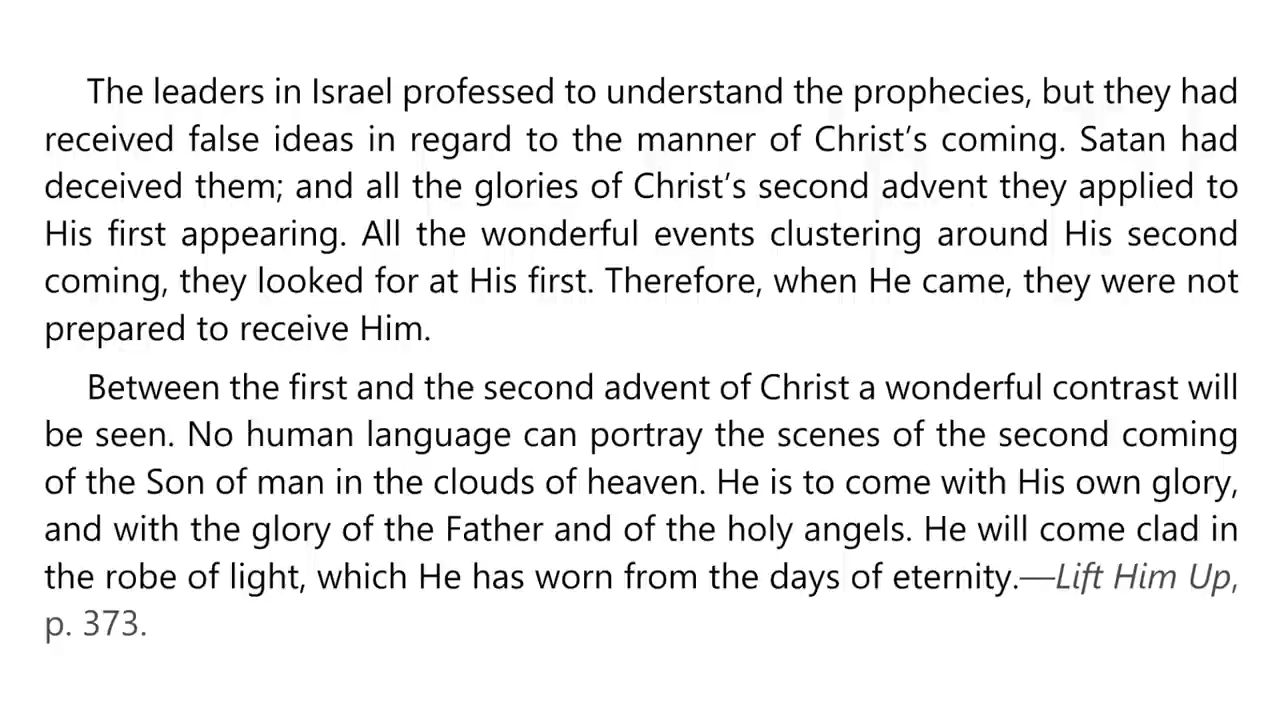 The leaders in Israel professed to understand the prophecies, but they had
received false ideas in regard to the manner of Christ’s coming. Satan had
deceived them; and all the glories of Christ’s second advent they applied to
His first appearing. All the wonderful events clustering around His second
coming, they looked for at His first. Therefore, when He came, they were not
prepared to receive Him.
Between the first and the second advent of Christ a wonderful contrast will
be seen. No human language can portray the scenes of the second coming
of the Son of man in the clouds of heaven. He is to come with His own glory,
and with the glory of the Father and of the holy angels. He will come clad in
the robe of light, which He has worn from the days of eternity.—Lift Him Up,
p. 373.